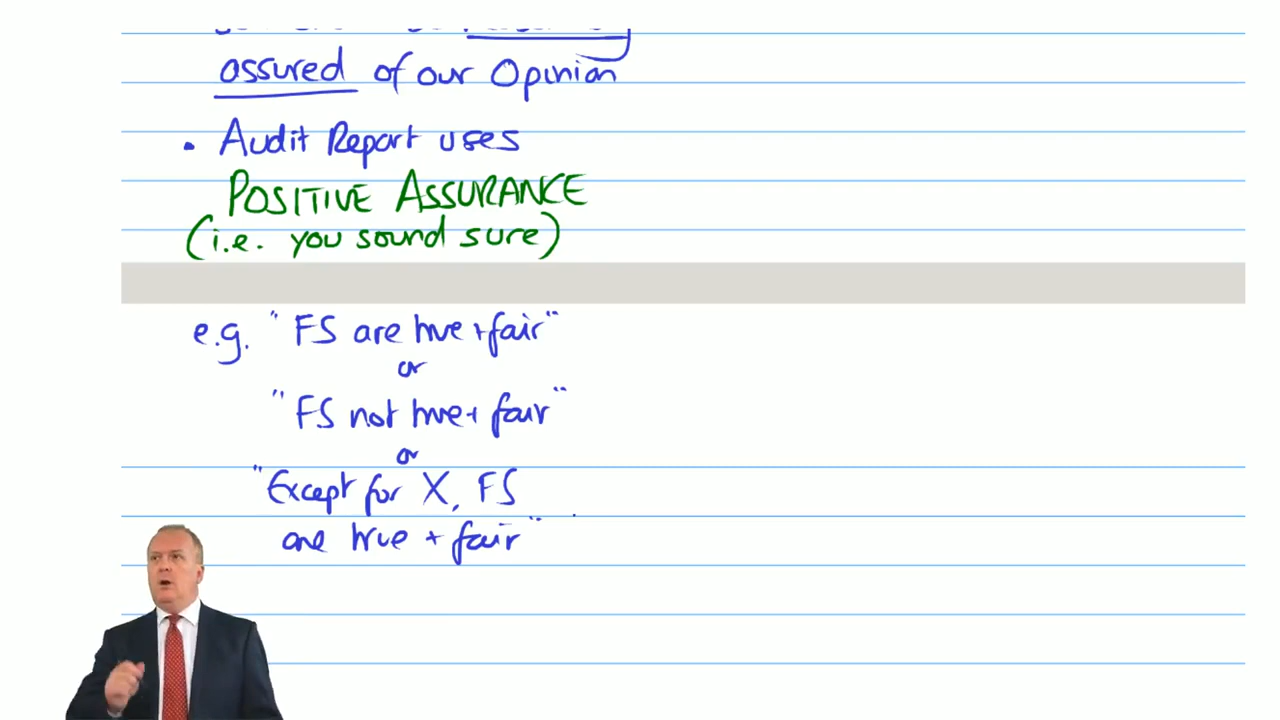 assured of our Opinion
• Audit Report uses
POSITIVE ASSURANCE
(i.e. you sound sure)
e.g. "FS are true + fair"
or
"FS not true + fair"
or
"Except for X, FS
are true + fair"